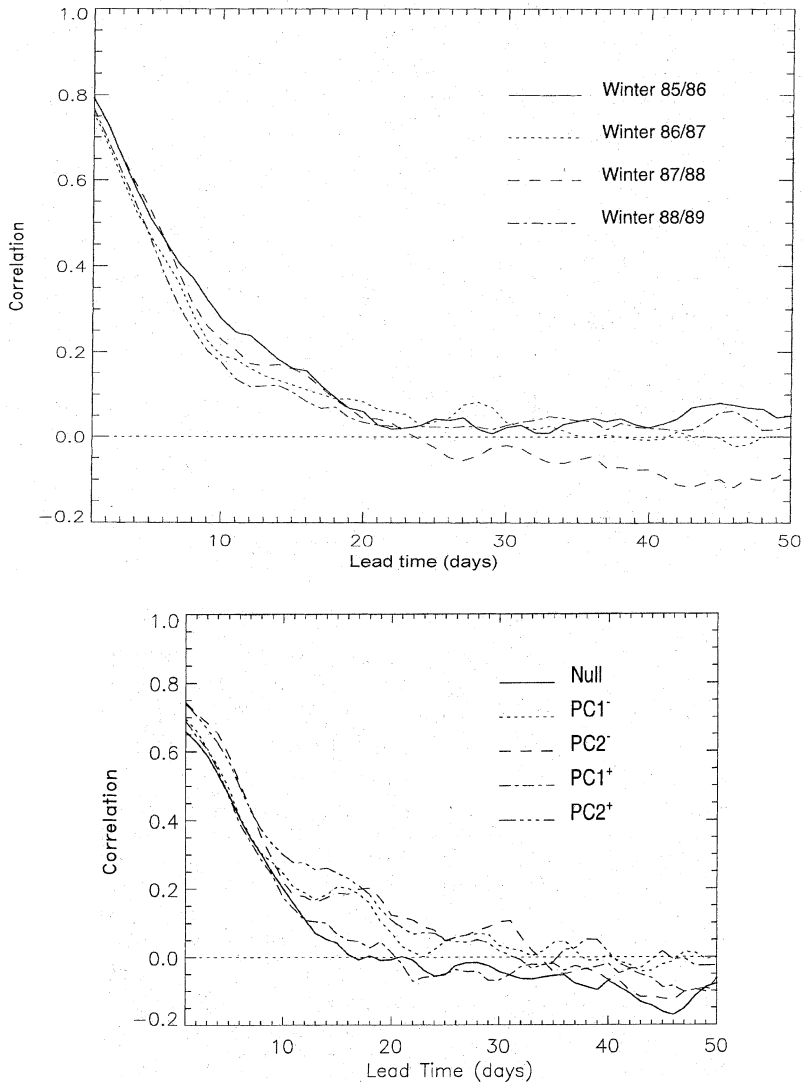 1.0
0.8
0.6
0.4
0.2
0.0
−0.2
Correlation
Winter 85/86
Winter 86/87
Winter 87/88
Winter 88/89
10
20
30
40
50
Lead time (days)
1.0
0.8
0.6
0.4
0.2
0.0
−0.2
Correlation
Null
PC1⁻
PC2⁻
PC1⁺
PC2⁺
10
20
30
40
50
Lead Time (days)